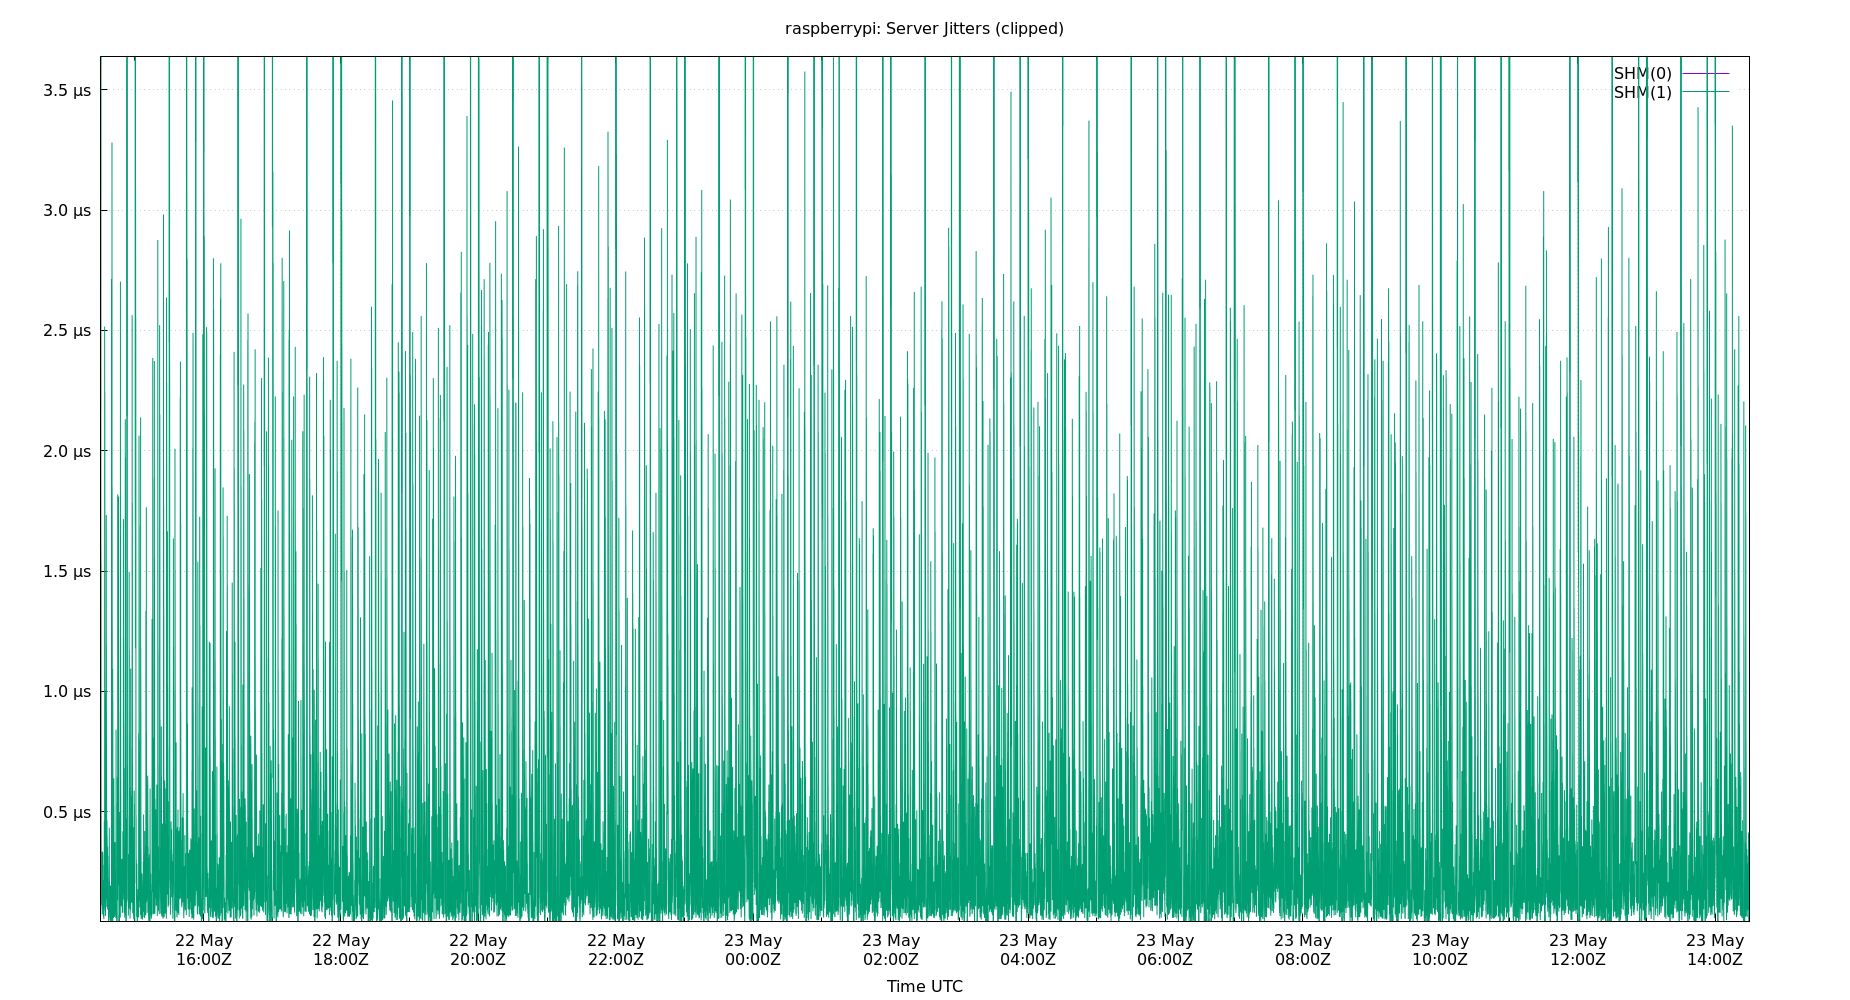 raspberrypi: Server Jitters (clipped)
SHM(0)
SHM(1)
3.5 μs
3.0 μs
2.5 μs
2.0 μs
1.5 μs
1.0 μs
0.5 μs
22 May 22 May 22 May 22 May 23 May 23 May 23 May 23 May 23 May 23 May 23 May 23 May
16:00Z 18:00Z 20:00Z 22:00Z 00:00Z 02:00Z 04:00Z 06:00Z 08:00Z 10:00Z 12:00Z 14:00Z
Time UTC